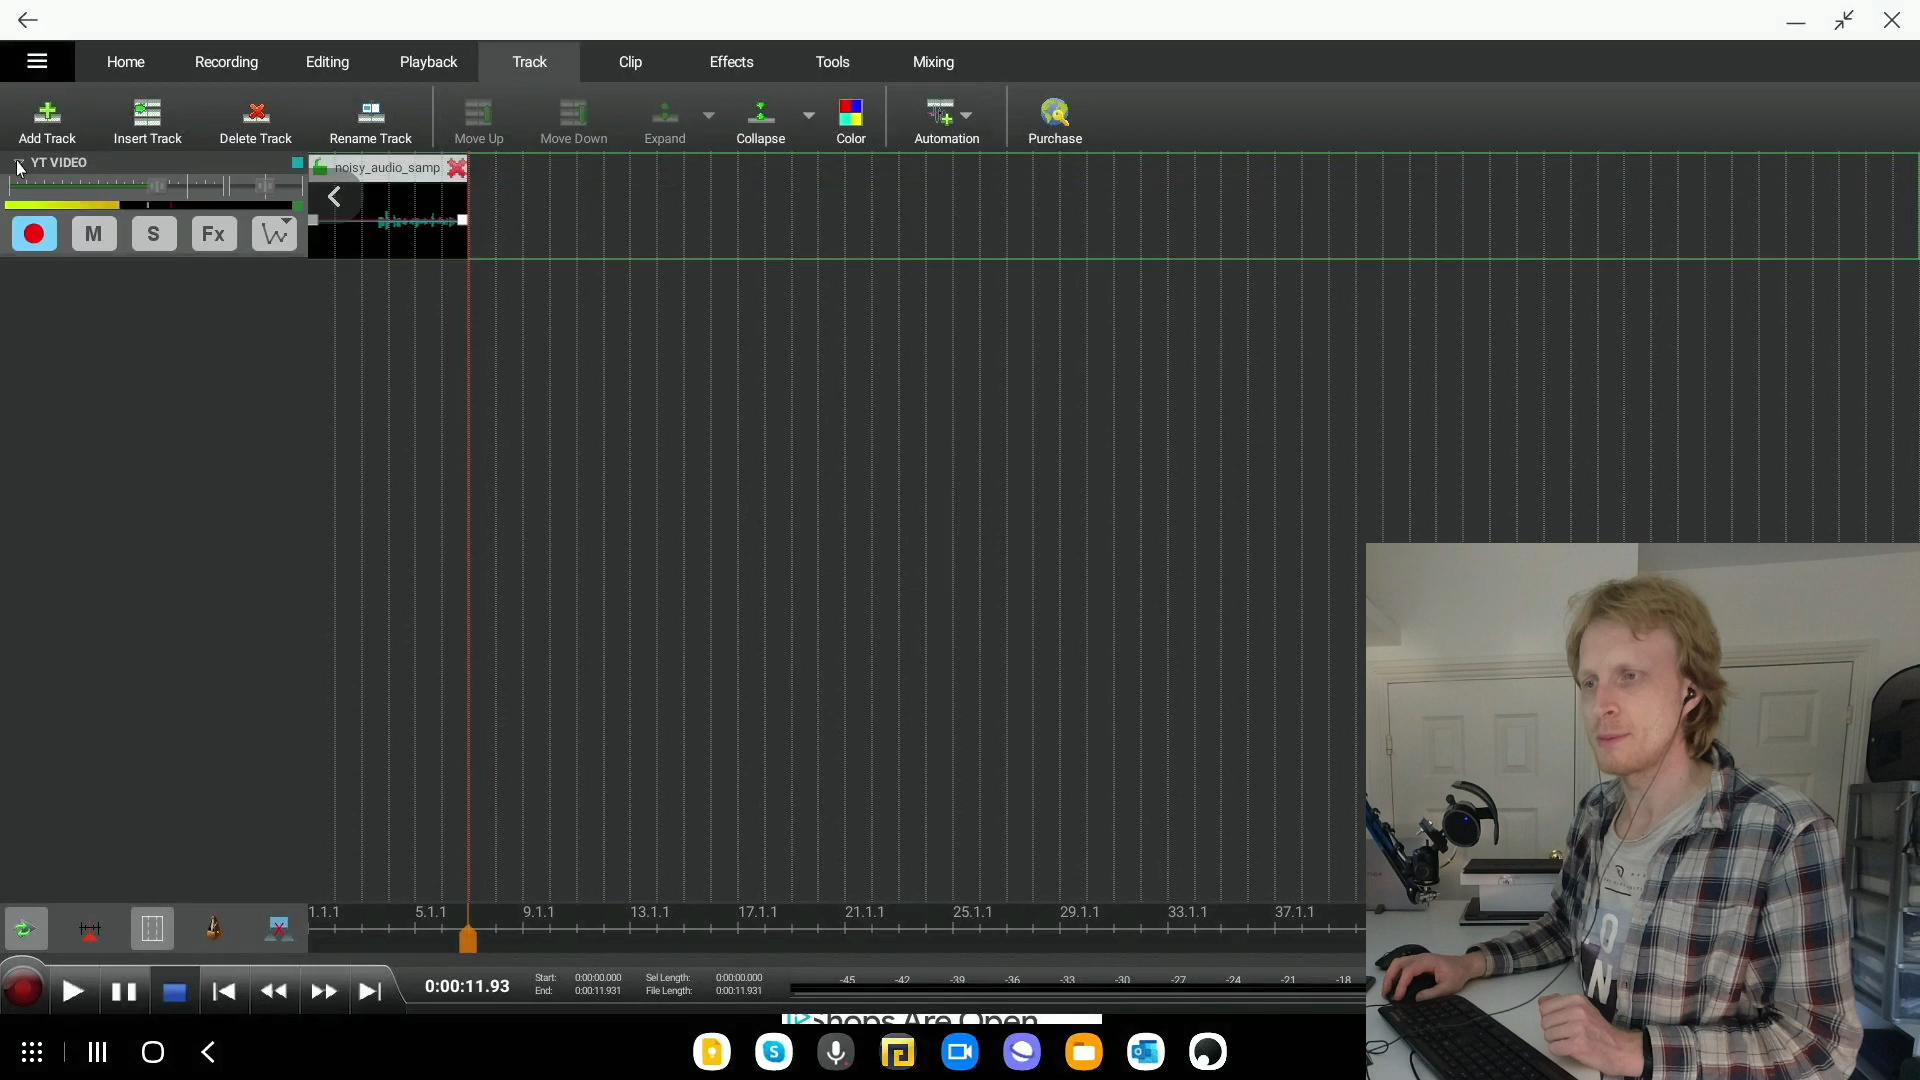 Home Recording Editing Playback Track Clip Effects Tools Mixing
Add Track Insert Track Delete Track Rename Track Move Up Move Down Expand Collapse Color Automation Purchase
YT VIDEO
noisy_audio_samp
M S Fx
1.1.1 5.1.1 9.1.1 13.1.1 17.1.1 21.1.1 25.1.1 29.1.1 33.1.1 37.1.1
0:00:11.93
Start: 0:00:00.000 Sel Length: 0:00:00.000
End: 0:00:11.931 File Length: 0:00:11.931
-45 -42 -39 -36 -33 -30 -27 -24 -21 -18
Shops Are Open